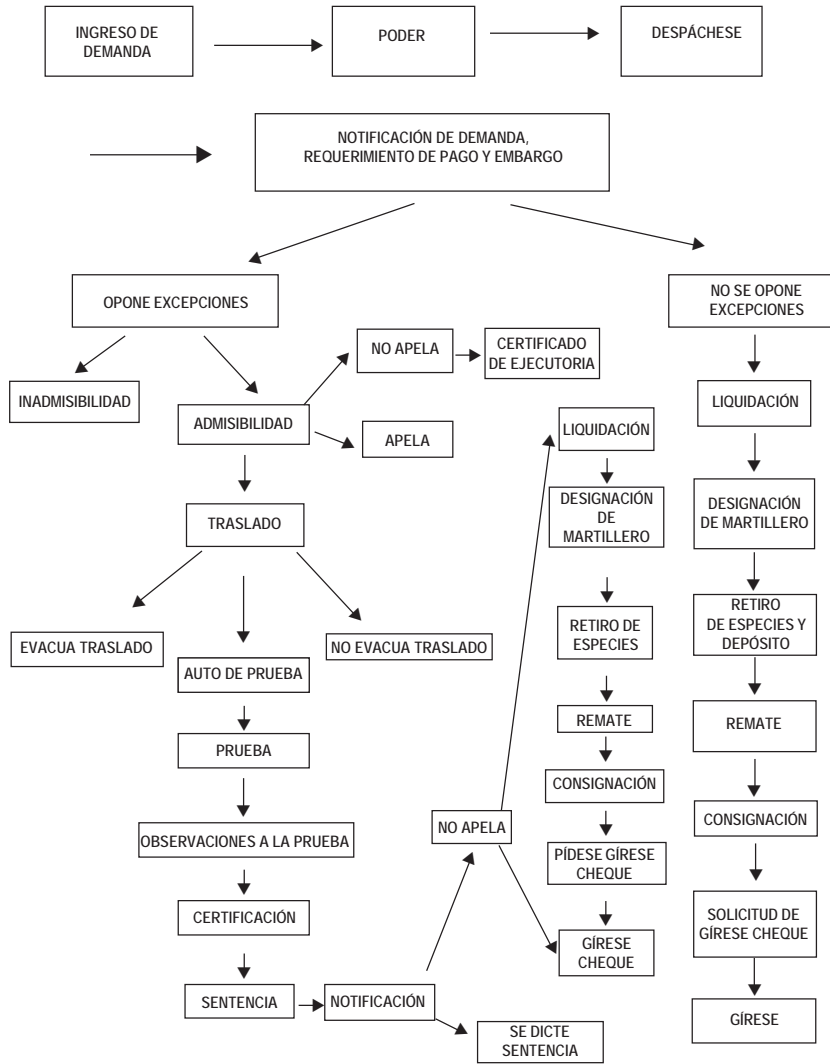 INGRESO DE
DEMANDA
PODER
DESPÁCHESE
NOTIFICACIÓN DE DEMANDA,
REQUERIMIENTO DE PAGO Y EMBARGO
OPONE EXCEPCIONES
NO SE OPONE
EXCEPCIONES
NO APELA
CERTIFICADO
DE EJECUTORIA
INADMISIBILIDAD
ADMISIBILIDAD
APELA
LIQUIDACIÓN
LIQUIDACIÓN
TRASLADO
DESIGNACIÓN
DE
MARTILLERO
DESIGNACIÓN
DE MARTILLERO
EVACUA TRASLADO
NO EVACUA TRASLADO
RETIRO DE
ESPECIES
RETIRO
DE ESPECIES Y
DEPÓSITO
AUTO DE PRUEBA
REMATE
REMATE
PRUEBA
CONSIGNACIÓN
CONSIGNACIÓN
OBSERVACIONES A LA PRUEBA
NO APELA
PÍDESE GÍRESE
CHEQUE
CERTIFICACIÓN
SOLICITUD DE
GÍRESE CHEQUE
GÍRESE
CHEQUE
SENTENCIA
NOTIFICACIÓN
GÍRESE
SE DICTE
SENTENCIA